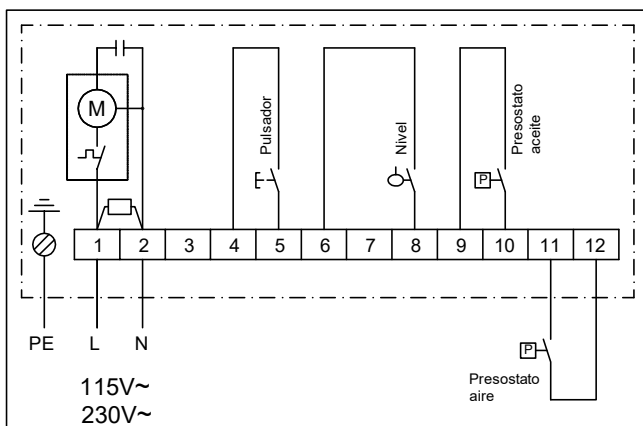 M
Pulsador
Nivel
Presostato
aceite
P
1 2 3 4 5 6 7 8 9 10 11 12
PE L N
P
Presostato
aire
115V~
230V~